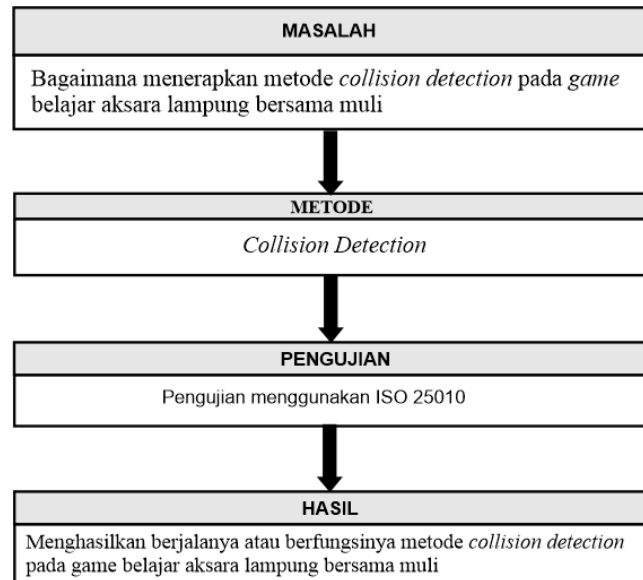 MASALAH
Bagaimana menerapkan metode collision detection pada game
belajar aksara lampung bersama muli
METODE
Collision Detection
PENGUJIAN
Pengujian menggunakan ISO 25010
HASIL
Menghasilkan berjalanya atau berfungsinya metode collision detection
pada game belajar aksara lampung bersama muli